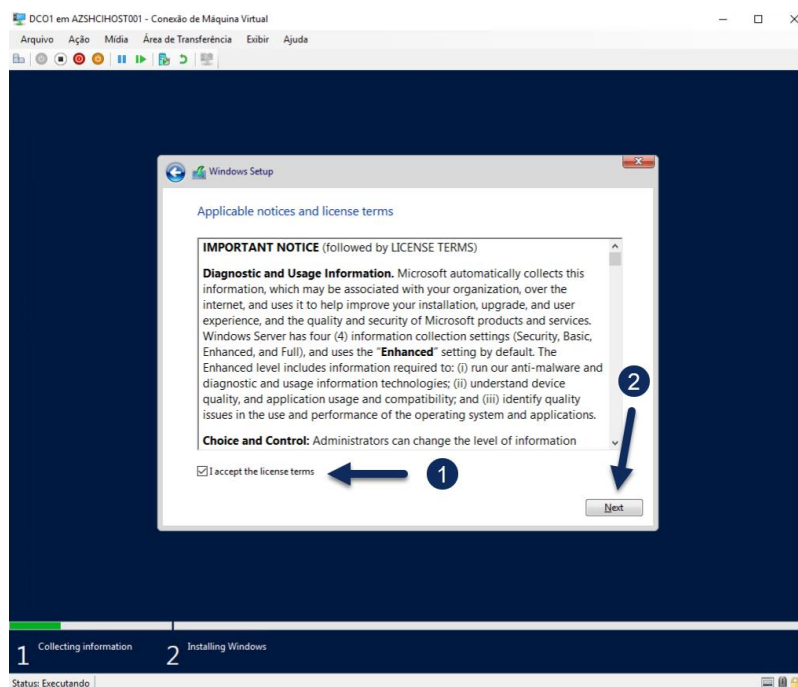 DCO1 em AZSHCIHOST001 - Conexão de Máquina Virtual
Arquivo Ação Mídia Área de Transferência Exibir Ajuda
Windows Setup
Applicable notices and license terms
IMPORTANT NOTICE (followed by LICENSE TERMS)
Diagnostic and Usage Information. Microsoft automatically collects this
information, which may be associated with your organization, over the
internet, and uses it to help improve your installation, upgrade, and user
experience, and the quality and security of Microsoft products and services.
Windows Server has four (4) information collection settings (Security, Basic,
Enhanced, and Full), and uses the "Enhanced" setting by default. The
Enhanced level includes information required to: (i) run our anti-malware and
diagnostic and usage information technologies; (ii) understand device
quality, and application usage and compatibility; and (iii) identify quality
issues in the use and performance of the operating system and applications.
Choice and Control: Administrators can change the level of information
2
I accept the license terms
1
Next
1 Collecting information
2 Installing Windows
Status: Executando